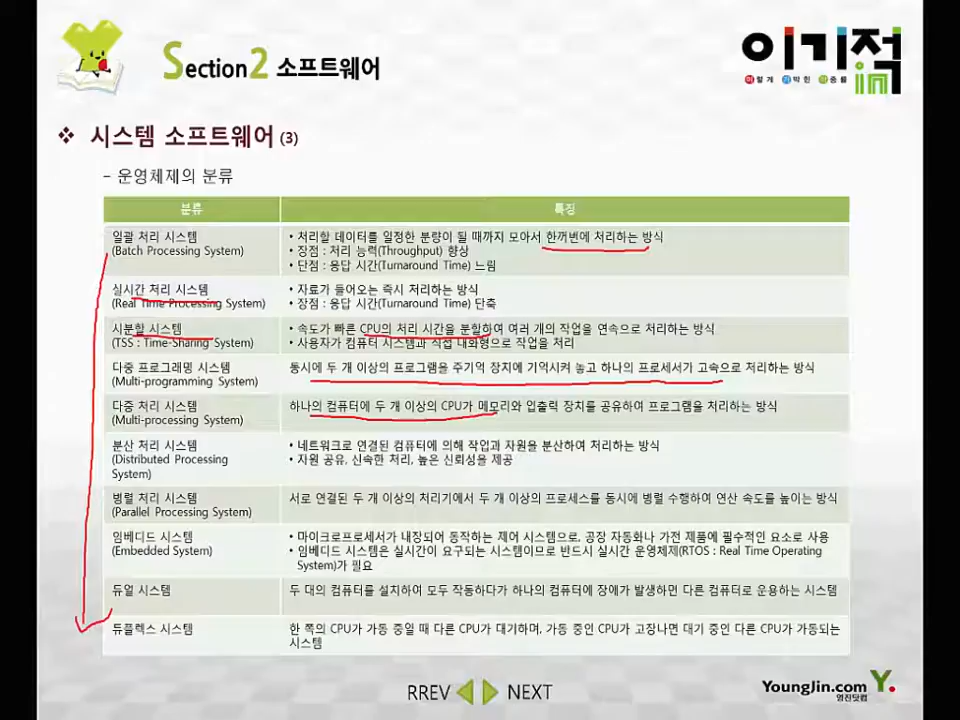 Section2 소프트웨어
이기적in
이렇게 기막힌 적중률
❖ 시스템 소프트웨어 (3)
- 운영체제의 분류
분류 특징
일괄 처리 시스템
(Batch Processing System)
• 처리할 데이터를 일정한 분량이 될 때까지 모아서 한꺼번에 처리하는 방식
• 장점 : 처리 능력(Throughput) 향상
• 단점 : 응답 시간(Turnaround Time) 느림
실시간 처리 시스템
(Real Time Processing System)
• 자료가 들어오는 즉시 처리하는 방식
• 장점 : 응답 시간(Turnaround Time) 단축
시분할 시스템
(TSS : Time-Sharing System)
• 속도가 빠른 CPU의 처리 시간을 분할하여 여러 개의 작업을 연속으로 처리하는 방식
• 사용자가 컴퓨터 시스템과 직접 대화형으로 작업을 처리
다중 프로그래밍 시스템
(Multi-programming System)
동시에 두 개 이상의 프로그램을 주기억 장치에 기억시켜 놓고 하나의 프로세서가 고속으로 처리하는 방식
다중 처리 시스템
(Multi-processing System)
하나의 컴퓨터에 두 개 이상의 CPU가 메모리와 입출력 장치를 공유하여 프로그램을 처리하는 방식
분산 처리 시스템
(Distributed Processing
System)
• 네트워크로 연결된 컴퓨터에 의해 작업과 자원을 분산하여 처리하는 방식
• 자원 공유, 신속한 처리, 높은 신뢰성을 제공
병렬 처리 시스템
(Parallel Processing System)
서로 연결된 두 개 이상의 처리기에서 두 개 이상의 프로세스를 동시에 병렬 수행하여 연산 속도를 높이는 방식
임베디드 시스템
(Embedded System)
• 마이크로프로세서가 내장되어 동작하는 제어 시스템으로, 공장 자동화나 가전 제품에 필수적인 요소로 사용
• 임베디드 시스템은 실시간이 요구되는 시스템이므로 반드시 실시간 운영체제(RTOS : Real Time Operating
System)가 필요
듀얼 시스템
두 대의 컴퓨터를 설치하여 모두 작동하다가 하나의 컴퓨터에 장애가 발생하면 다른 컴퓨터로 운용하는 시스템
듀플렉스 시스템
한 쪽의 CPU가 가동 중일 때 다른 CPU가 대기하며, 가동 중인 CPU가 고장나면 대기 중인 다른 CPU가 가동되는
시스템
RREV NEXT
YoungJin.com Y.
영진닷컴